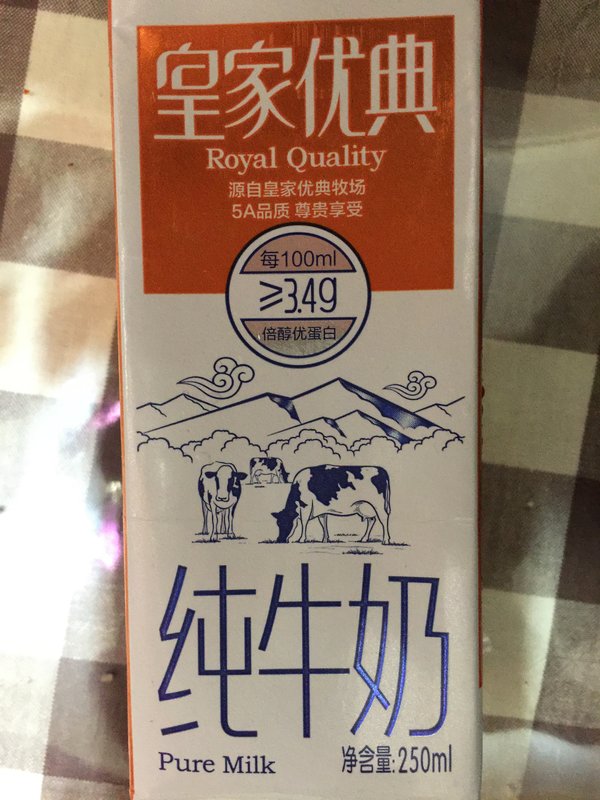 皇家优典
Royal Quality
源自皇家优典牧场
5A品质 尊贵享受
每100ml
≥3.4g
倍醇优蛋白
纯牛奶
Pure Milk 净含量:250ml